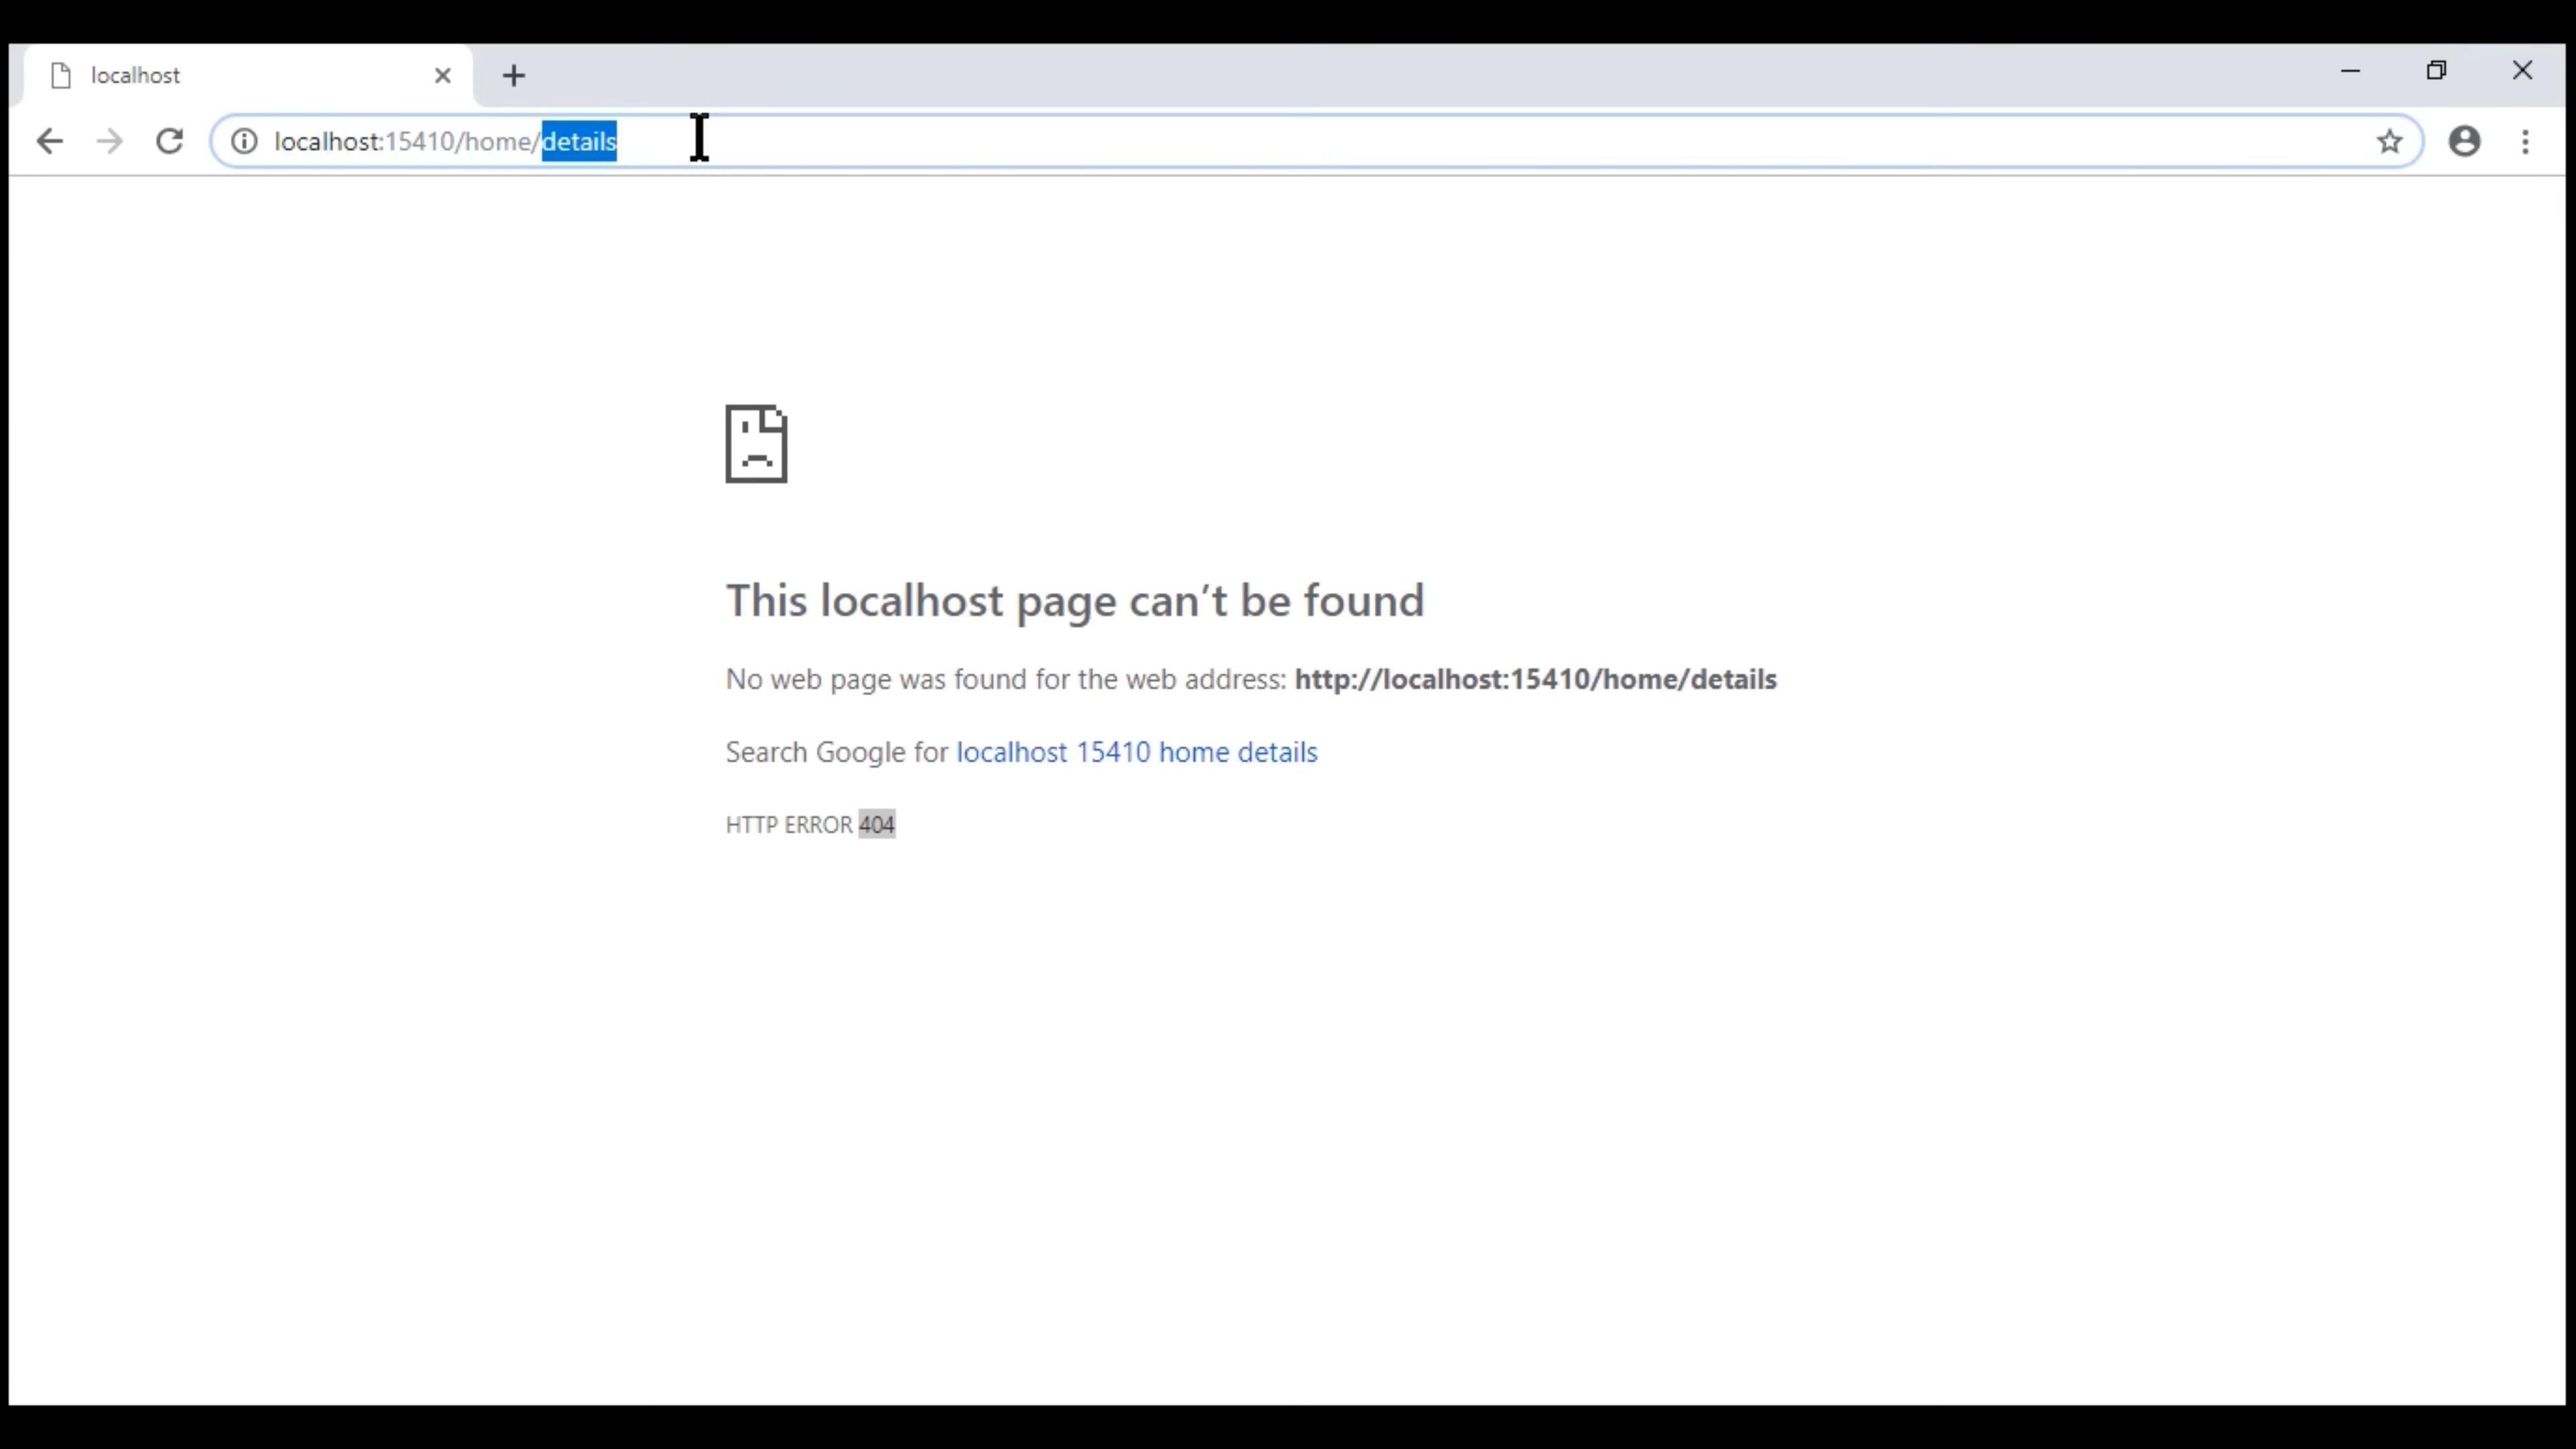 localhost
localhost:15410/home/details
This localhost page can’t be found
No web page was found for the web address: http://localhost:15410/home/details
Search Google for localhost 15410 home details
HTTP ERROR 404